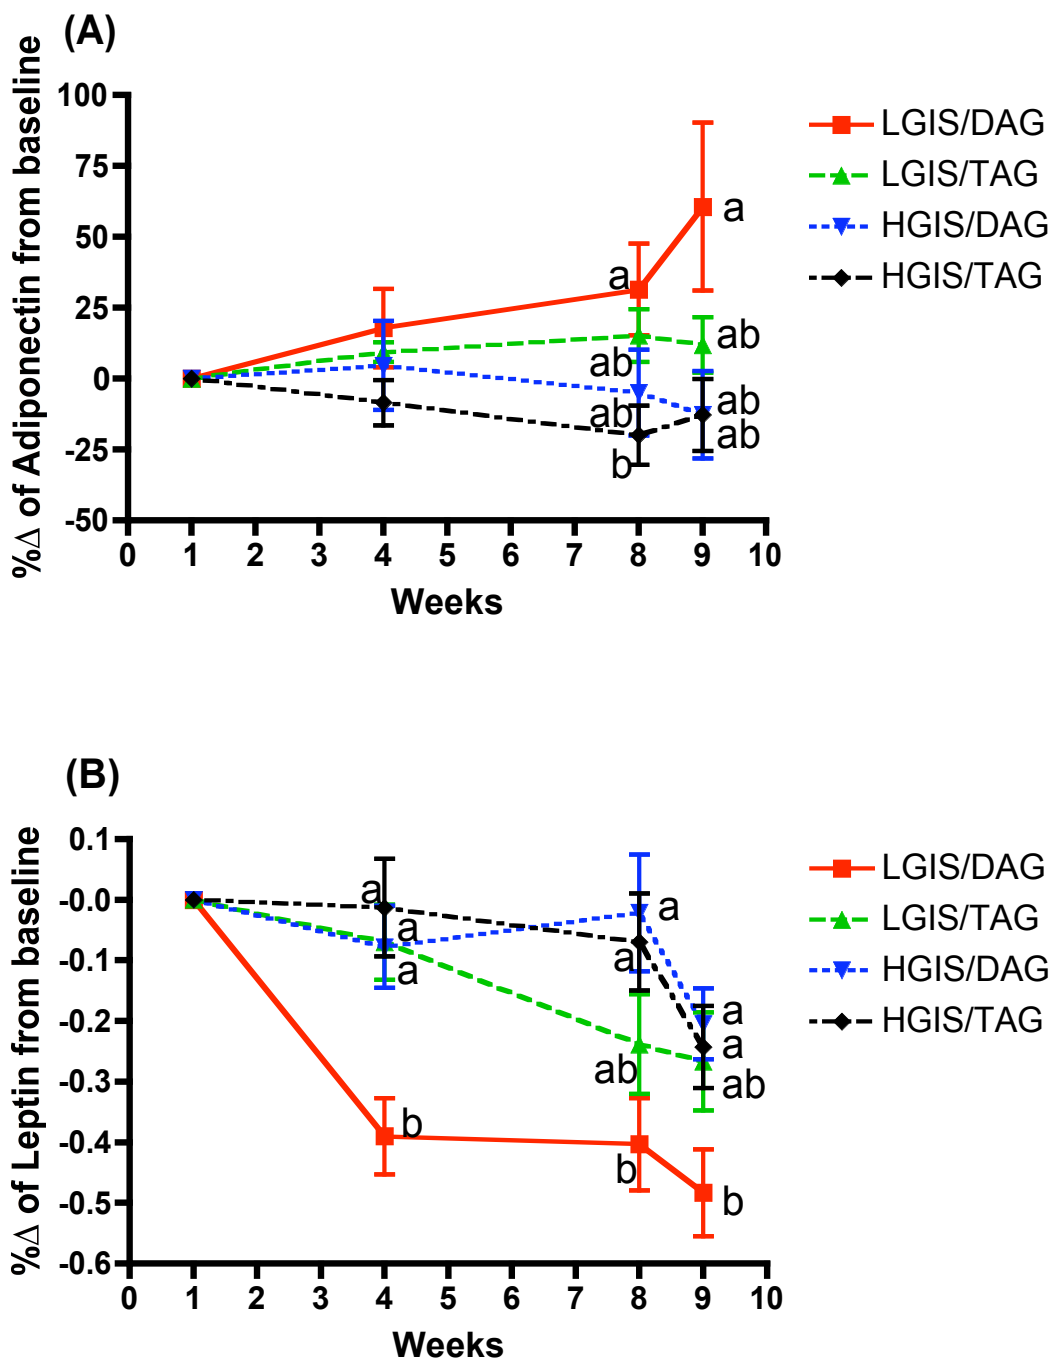 (A)
%Δ of Adiponectin from baseline
100
75
50
25
0
-25
-50
0 1 2 3 4 5 6 7 8 9 10
Weeks
a
a
ab
ab
ab
ab
ab
b
LGIS/DAG
LGIS/TAG
HGIS/DAG
HGIS/TAG
(B)
%Δ of Leptin from baseline
0.1
-0.0
-0.1
-0.2
-0.3
-0.4
-0.5
-0.6
0 1 2 3 4 5 6 7 8 9 10
Weeks
a
a
a
b
a
a
ab
b
a
a
ab
b
LGIS/DAG
LGIS/TAG
HGIS/DAG
HGIS/TAG